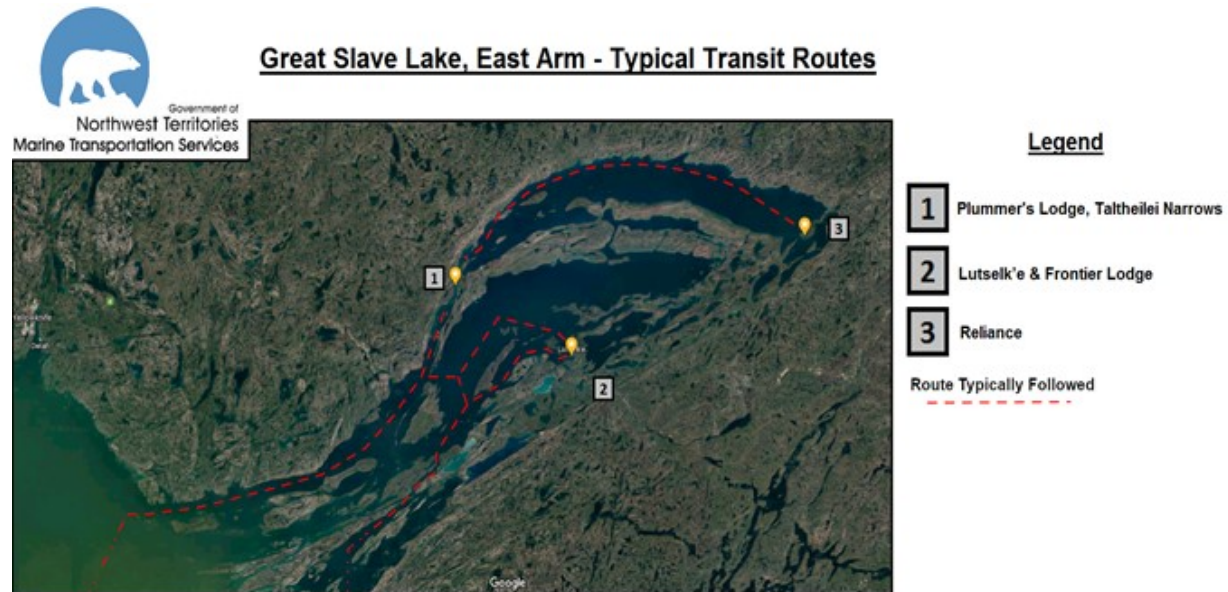 Government of
Northwest Territories
Marine Transportation Services
Great Slave Lake, East Arm - Typical Transit Routes
Legend
1 Plummer's Lodge, Taltheilei Narrows
2 Lutselk'e & Frontier Lodge
3 Reliance
Route Typically Followed
3
1
2
Google